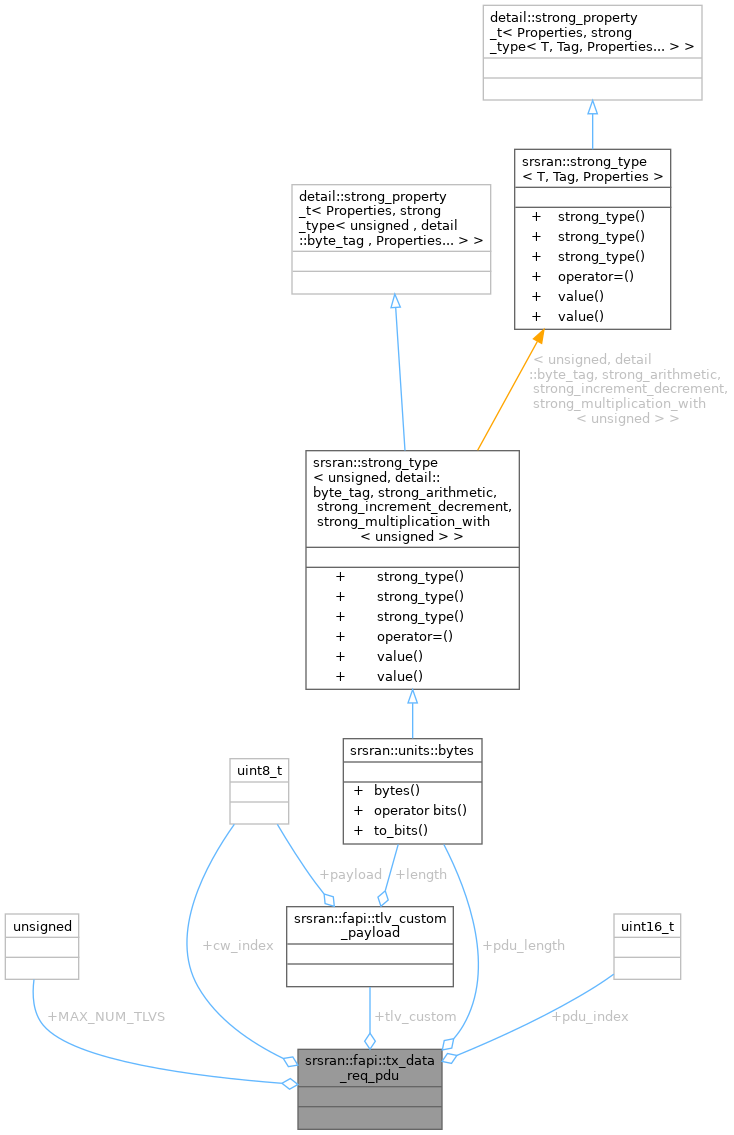 detail::strong_property
_t< Properties, strong
_type< T, Tag, Properties... > >
srsran::strong_type
< T, Tag, Properties >
+ strong_type()
+ strong_type()
+ strong_type()
+ operator=()
+ value()
+ value()
detail::strong_property
_t< Properties, strong
_type< unsigned , detail
::byte_tag , Properties... > >
< unsigned, detail
::byte_tag, strong_arithmetic,
strong_increment_decrement,
strong_multiplication_with
< unsigned > >
srsran::strong_type
< unsigned, detail::
byte_tag, strong_arithmetic,
strong_increment_decrement,
strong_multiplication_with
< unsigned > >
+ strong_type()
+ strong_type()
+ strong_type()
+ operator=()
+ value()
+ value()
srsran::units::bytes
+ bytes()
+ operator bits()
+ to_bits()
uint8_t
+payload
+length
srsran::fapi::tlv_custom
_payload
unsigned
uint16_t
+cw_index
+pdu_length
+MAX_NUM_TLVS
+tlv_custom
+pdu_index
srsran::fapi::tx_data
_req_pdu